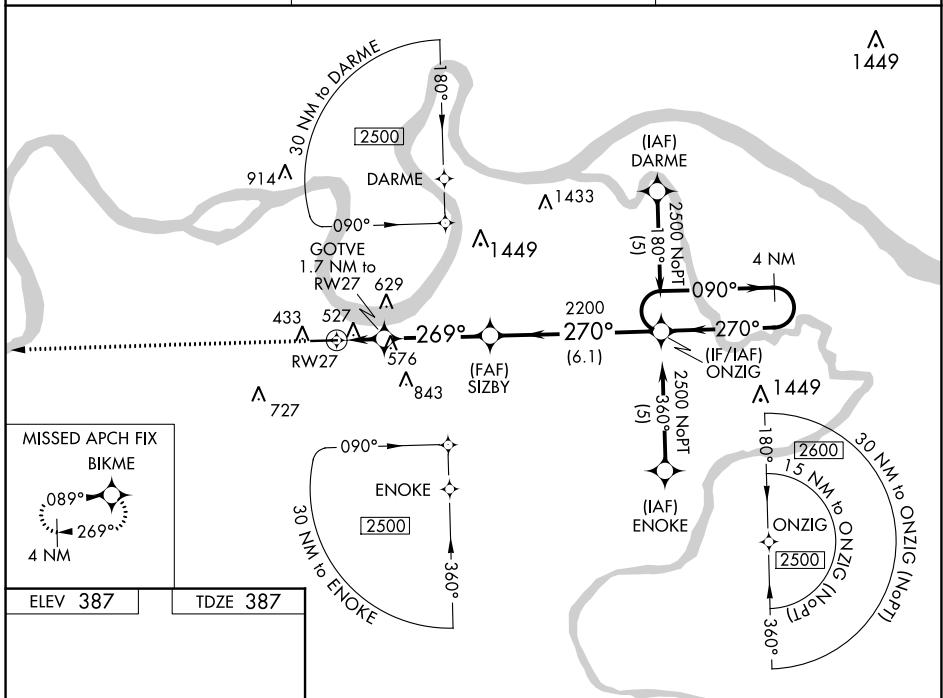 1449
30 NM to DARME
180°
2500
914
DARME
090°
(IAF)
DARME
1433
1449
2500 NoPT
180°
(5)
4 NM
090°
GOTVE
1.7 NM to
RW27
629
433
527
RW27
576
269°
2200
270°
(6.1)
270°
(FAF)
SIZBY
(IF/IAF)
ONZIG
727
843
2500 NoPT
360°
(5)
1449
MISSED APCH FIX
BIKME
089°
269°
4 NM
090°
ENOKE
2500
360°
30 NM to ENOKE
(IAF)
ENOKE
180°
2600
30 NM to ONZIG (NoPT)
15 NM to ONZIG (NoPT)
ONZIG
2500
360°
ELEV 387
TDZE 387